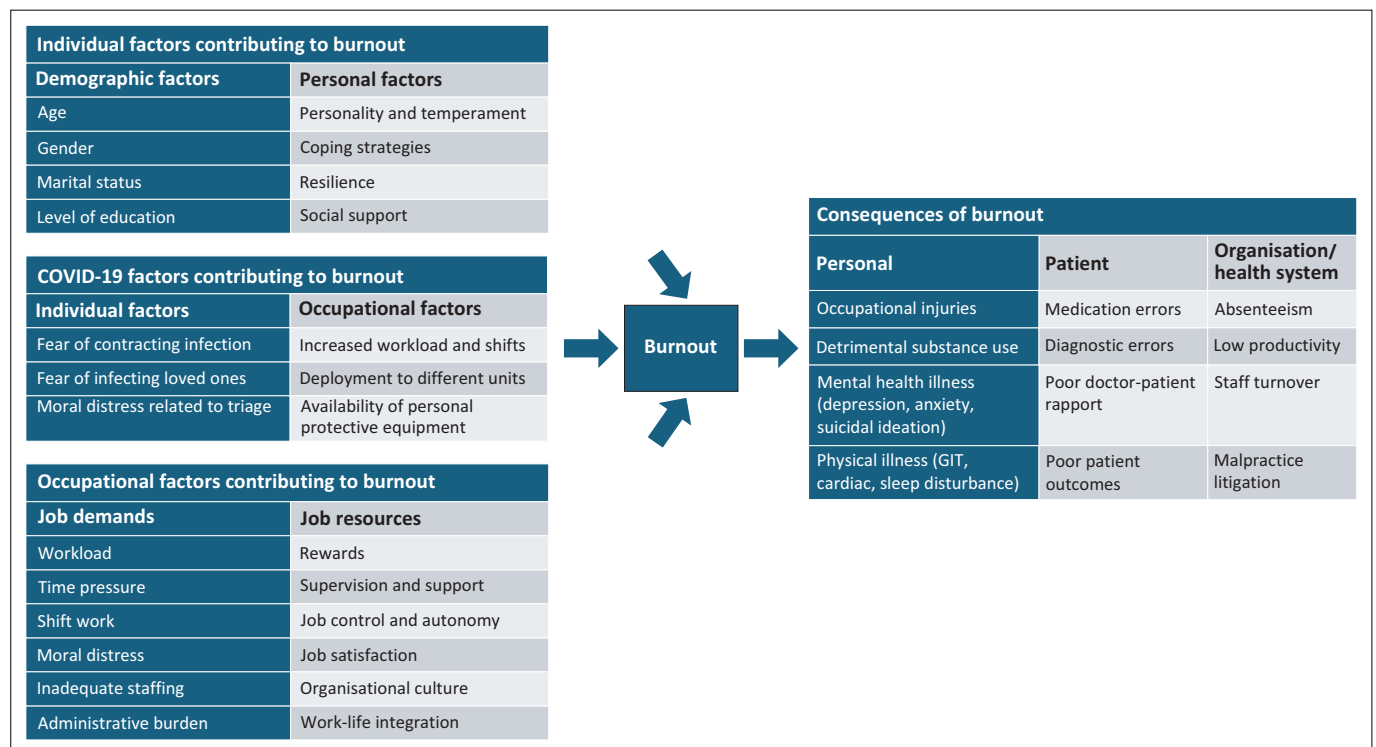 Individual factors contributing to burnout
Demographic factors
Personal factors
Age
Personality and temperament
Gender
Coping strategies
Marital status
Resilience
Level of education
Social support
COVID-19 factors contributing to burnout
Individual factors
Occupational factors
Fear of contracting infection
Increased workload and shifts
Fear of infecting loved ones
Deployment to different units
Moral distress related to triage
Availability of personal
protective equipment
Occupational factors contributing to burnout
Job demands
Job resources
Workload
Rewards
Time pressure
Supervision and support
Shift work
Job control and autonomy
Moral distress
Job satisfaction
Inadequate staffing
Organisational culture
Administrative burden
Work-life integration
Burnout
Consequences of burnout
Personal
Patient
Organisation/
health system
Occupational injuries
Medication errors
Absenteeism
Detrimental substance use
Diagnostic errors
Low productivity
Mental health illness
(depression, anxiety,
suicidal ideation)
Poor doctor-patient
rapport
Staff turnover
Physical illness (GIT,
cardiac, sleep disturbance)
Poor patient
outcomes
Malpractice
litigation